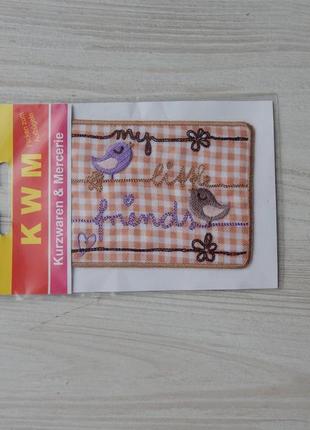 KWM
Kurzwaren & Mercerie
my
little
friends